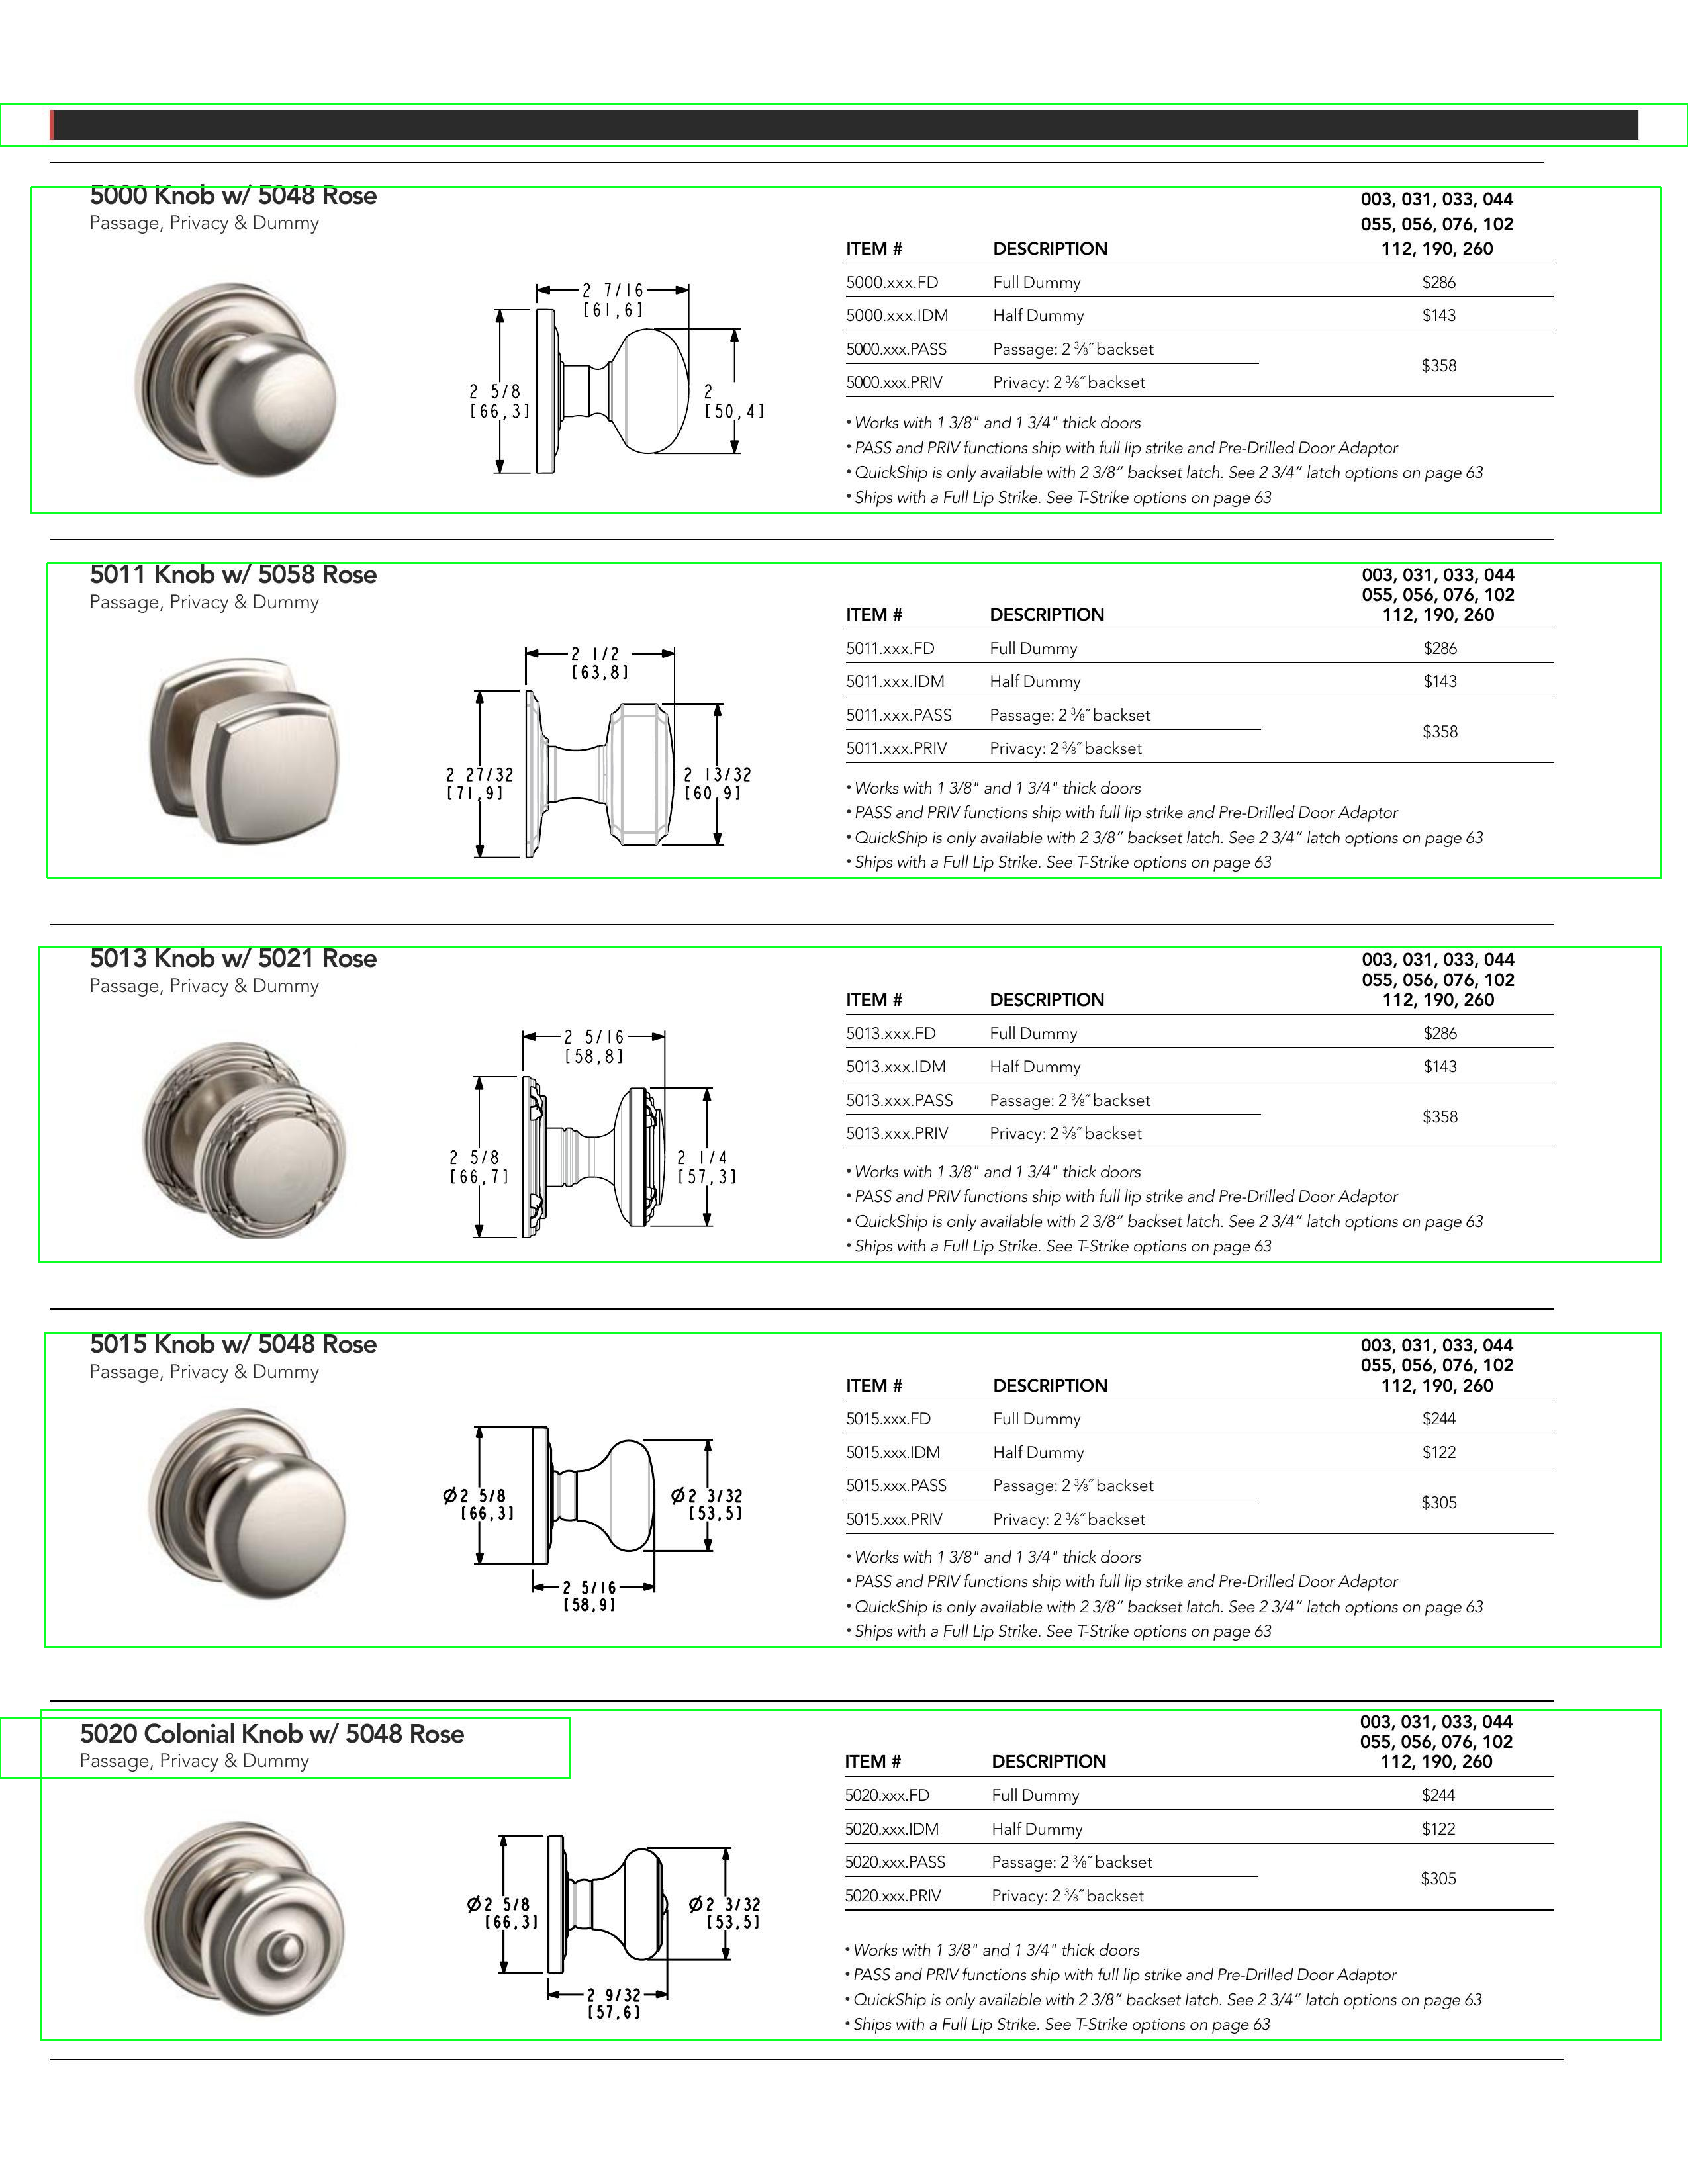 5000 Knob w/ 5048 Rose
Passage, Privacy & Dummy
2 7/16
[61,6]
2 5/8
[66,3]
2
[50,4]
003, 031, 033, 044
055, 056, 076, 102
ITEM # DESCRIPTION 112, 190, 260
5000.xxx.FD Full Dummy $286
5000.xxx.IDM Half Dummy $143
5000.xxx.PASS Passage: 2 ⅜˝ backset
$358
5000.xxx.PRIV Privacy: 2 ⅜˝ backset
• Works with 1 3/8" and 1 3/4" thick doors
• PASS and PRIV functions ship with full lip strike and Pre-Drilled Door Adaptor
• QuickShip is only available with 2 3/8” backset latch. See 2 3/4” latch options on page 63
• Ships with a Full Lip Strike. See T-Strike options on page 63
5011 Knob w/ 5058 Rose
Passage, Privacy & Dummy
2 1/2
[63,8]
2 27/32
[71,9]
2 13/32
[60,9]
003, 031, 033, 044
055, 056, 076, 102
ITEM # DESCRIPTION 112, 190, 260
5011.xxx.FD Full Dummy $286
5011.xxx.IDM Half Dummy $143
5011.xxx.PASS Passage: 2 ⅜˝ backset
$358
5011.xxx.PRIV Privacy: 2 ⅜˝ backset
• Works with 1 3/8" and 1 3/4" thick doors
• PASS and PRIV functions ship with full lip strike and Pre-Drilled Door Adaptor
• QuickShip is only available with 2 3/8” backset latch. See 2 3/4” latch options on page 63
• Ships with a Full Lip Strike. See T-Strike options on page 63
5013 Knob w/ 5021 Rose
Passage, Privacy & Dummy
2 5/16
[58,8]
2 5/8
[66,7]
2 1/4
[57,3]
003, 031, 033, 044
055, 056, 076, 102
ITEM # DESCRIPTION 112, 190, 260
5013.xxx.FD Full Dummy $286
5013.xxx.IDM Half Dummy $143
5013.xxx.PASS Passage: 2 ⅜˝ backset
$358
5013.xxx.PRIV Privacy: 2 ⅜˝ backset
• Works with 1 3/8" and 1 3/4" thick doors
• PASS and PRIV functions ship with full lip strike and Pre-Drilled Door Adaptor
• QuickShip is only available with 2 3/8” backset latch. See 2 3/4” latch options on page 63
• Ships with a Full Lip Strike. See T-Strike options on page 63
5015 Knob w/ 5048 Rose
Passage, Privacy & Dummy
Ø2 5/8
[66,3]
Ø2 3/32
[53,5]
2 5/16
[58,9]
003, 031, 033, 044
055, 056, 076, 102
ITEM # DESCRIPTION 112, 190, 260
5015.xxx.FD Full Dummy $244
5015.xxx.IDM Half Dummy $122
5015.xxx.PASS Passage: 2 ⅜˝ backset
$305
5015.xxx.PRIV Privacy: 2 ⅜˝ backset
• Works with 1 3/8" and 1 3/4" thick doors
• PASS and PRIV functions ship with full lip strike and Pre-Drilled Door Adaptor
• QuickShip is only available with 2 3/8” backset latch. See 2 3/4” latch options on page 63
• Ships with a Full Lip Strike. See T-Strike options on page 63
5020 Colonial Knob w/ 5048 Rose
Passage, Privacy & Dummy
Ø2 5/8
[66,3]
Ø2 3/32
[53,5]
2 9/32
[57,6]
003, 031, 033, 044
055, 056, 076, 102
ITEM # DESCRIPTION 112, 190, 260
5020.xxx.FD Full Dummy $244
5020.xxx.IDM Half Dummy $122
5020.xxx.PASS Passage: 2 ⅜˝ backset
$305
5020.xxx.PRIV Privacy: 2 ⅜˝ backset
• Works with 1 3/8" and 1 3/4" thick doors
• PASS and PRIV functions ship with full lip strike and Pre-Drilled Door Adaptor
• QuickShip is only available with 2 3/8” backset latch. See 2 3/4” latch options on page 63
• Ships with a Full Lip Strike. See T-Strike options on page 63